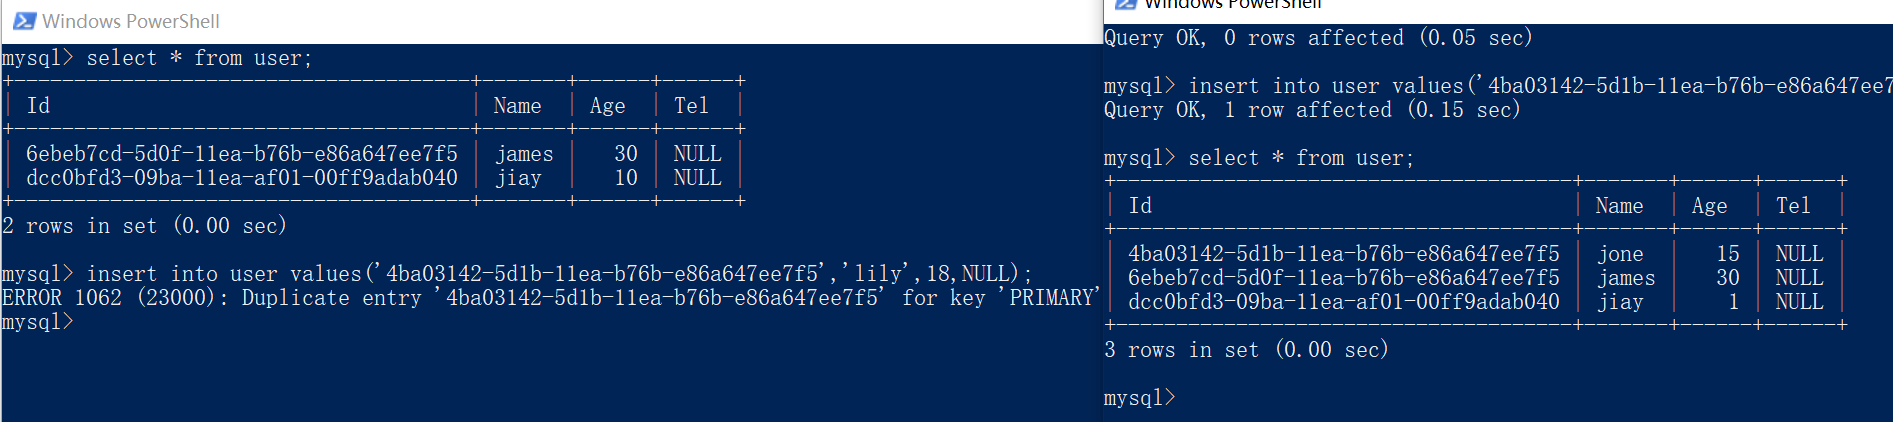 Windows PowerShell
mysql> select * from user;
+--------------------------------------+-------+------+------+
| Id                                   | Name  | Age  | Tel  |
+--------------------------------------+-------+------+------+
| 6ebeb7cd-5d0f-11ea-b76b-e86a647ee7f5 | james |   30 | NULL |
| dcc0bfd3-09ba-11ea-af01-00ff9adab040 | jiay  |   10 | NULL |
+--------------------------------------+-------+------+------+
2 rows in set (0.00 sec)
mysql> insert into user values('4ba03142-5d1b-11ea-b76b-e86a647ee7f5','lily',18,NULL);
ERROR 1062 (23000): Duplicate entry '4ba03142-5d1b-11ea-b76b-e86a647ee7f5' for key 'PRIMARY'
mysql>
Windows PowerShell
Query OK, 0 rows affected (0.05 sec)
mysql> insert into user values('4ba03142-5d1b-11ea-b76b-e86a647ee7
Query OK, 1 row affected (0.15 sec)
mysql> select * from user;
+--------------------------------------+-------+------+------+
| Id                                   | Name  | Age  | Tel  |
+--------------------------------------+-------+------+------+
| 4ba03142-5d1b-11ea-b76b-e86a647ee7f5 | jone  |   15 | NULL |
| 6ebeb7cd-5d0f-11ea-b76b-e86a647ee7f5 | james |   30 | NULL |
| dcc0bfd3-09ba-11ea-af01-00ff9adab040 | jiay  |    1 | NULL |
+--------------------------------------+-------+------+------+
3 rows in set (0.00 sec)
mysql>